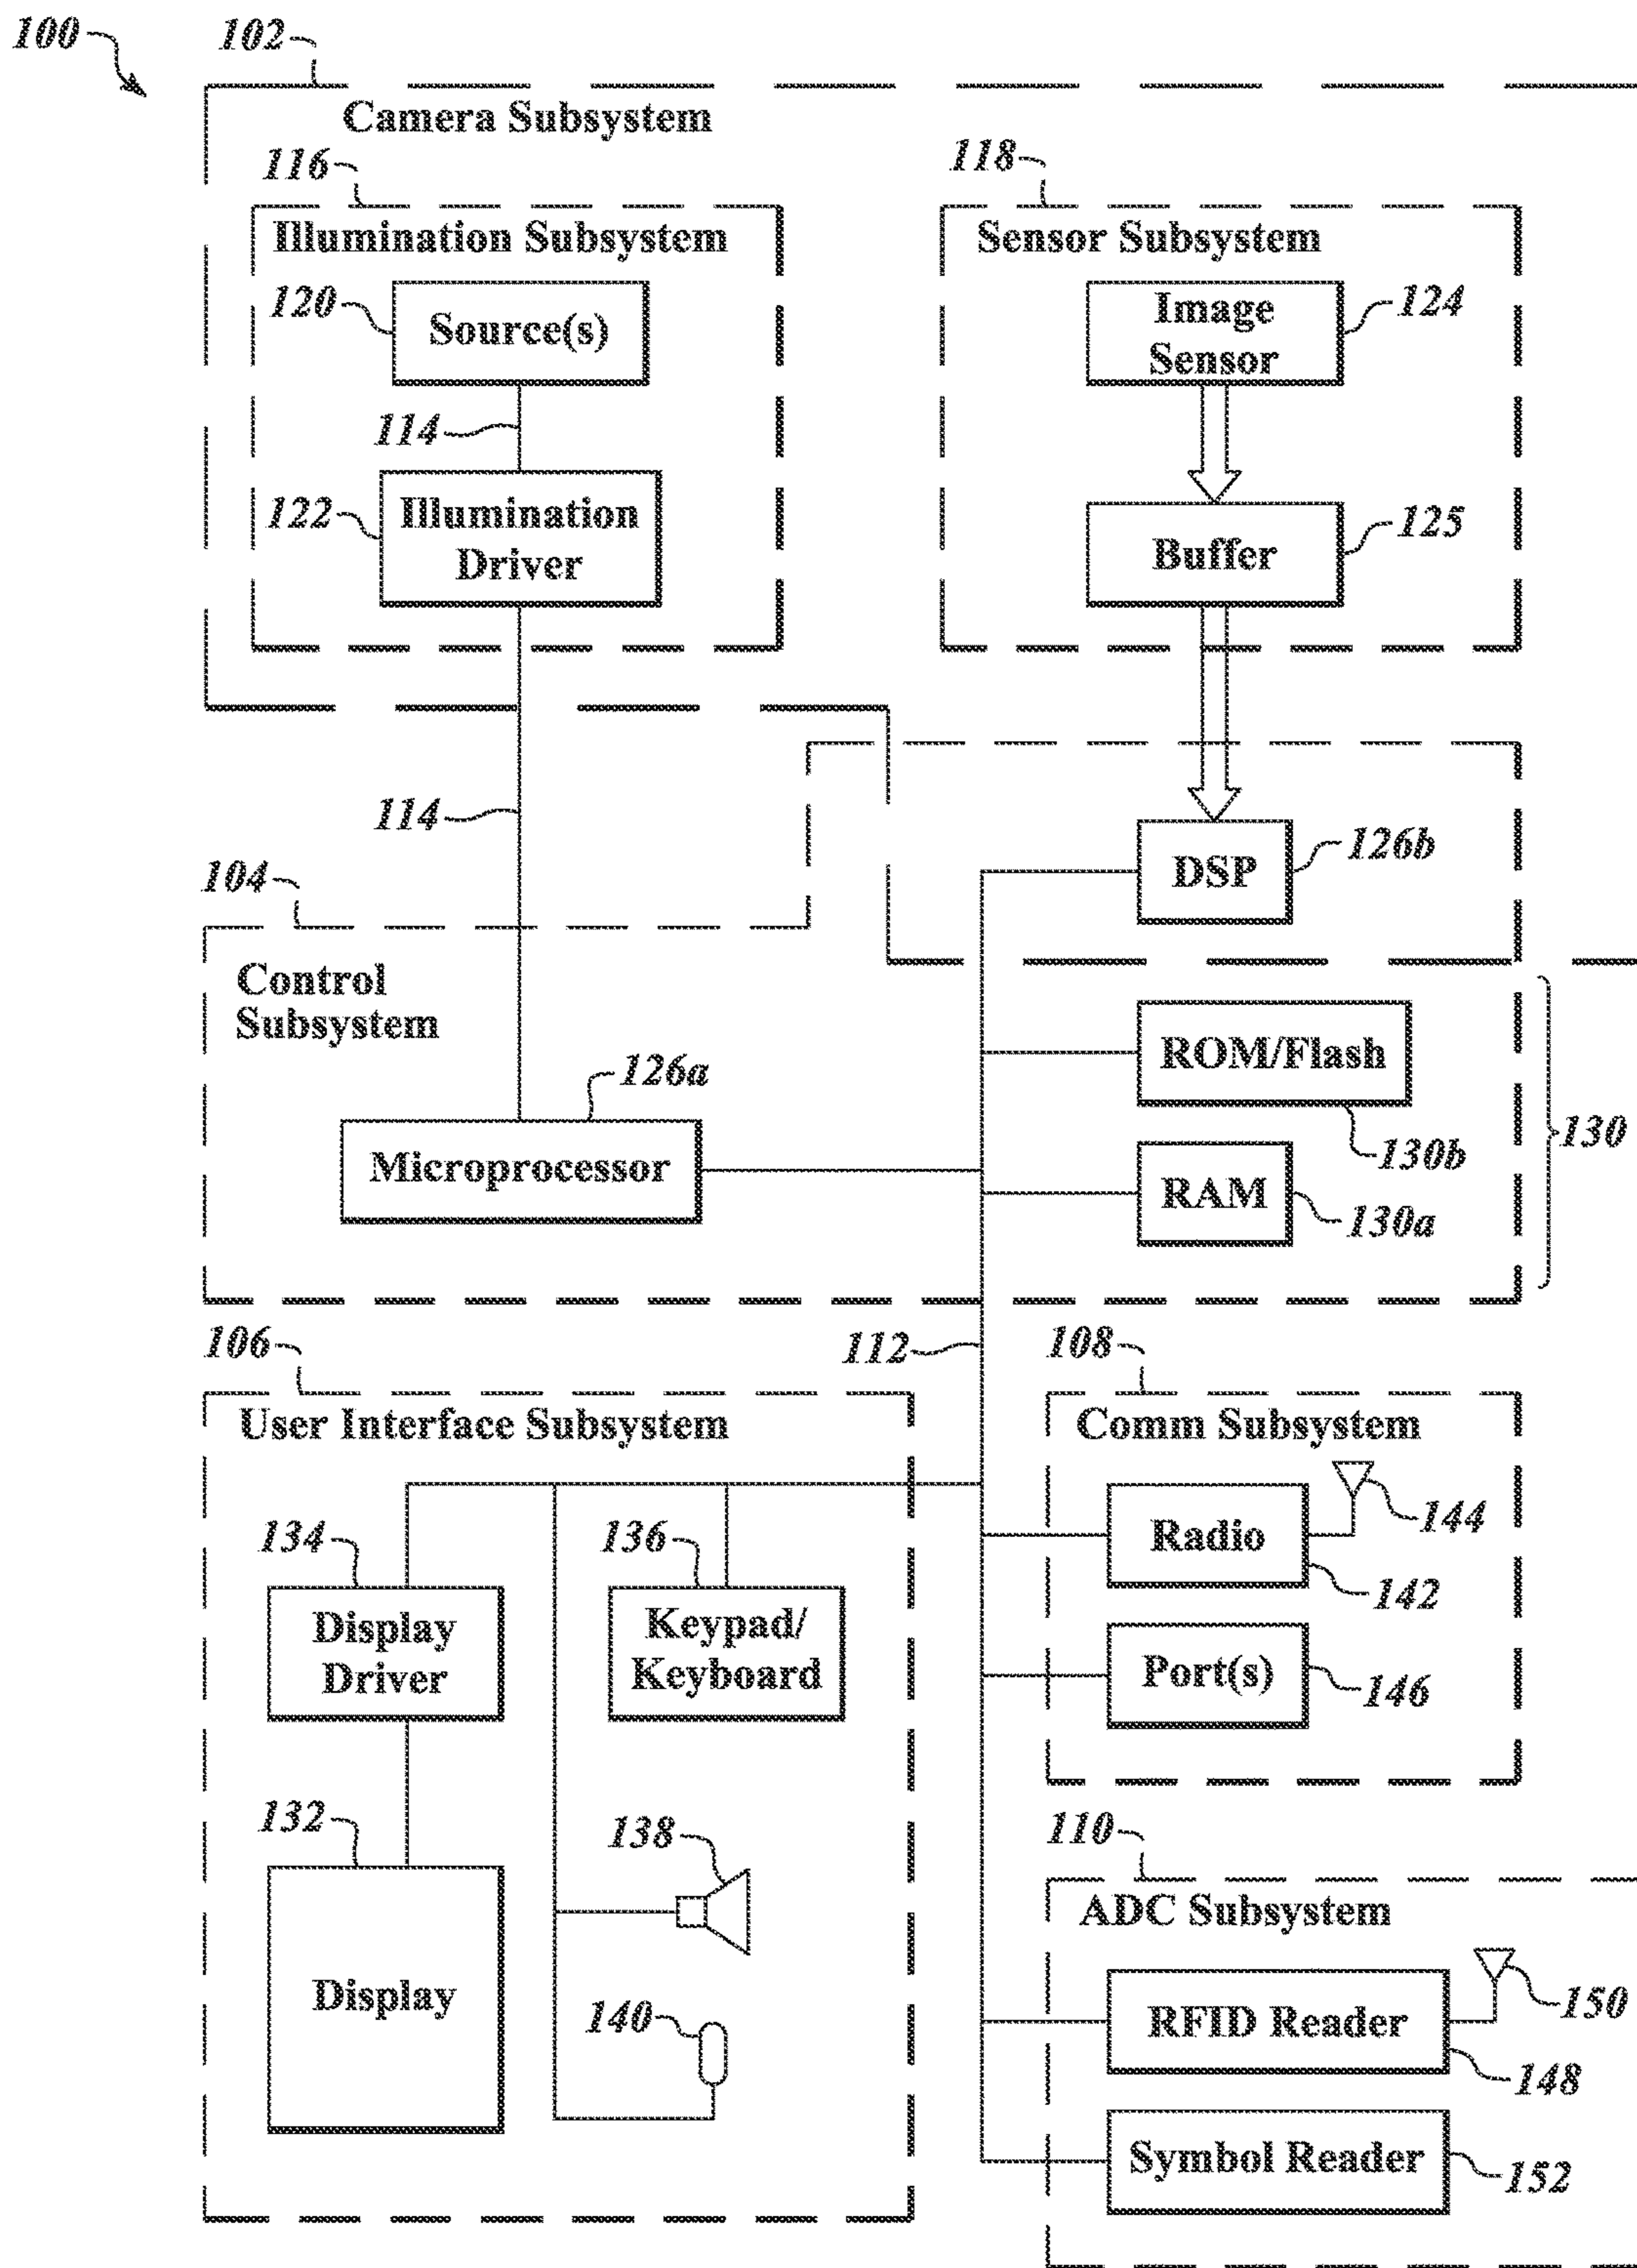 100
102
Camera Subsystem
116
118
Illumination Subsystem
Sensor Subsystem
120
Source(s)
Image
Sensor
124
114
122
Illumination
Driver
Buffer
125
114
DSP
126b
104
Control
Subsystem
126a
Microprocessor
ROM/Flash
130b
130
RAM
130a
106
112
108
User Interface Subsystem
Comm Subsystem
134
136
Radio
144
142
Display
Driver
Keypad/
Keyboard
Port(s)
146
132
138
110
ADC Subsystem
Display
140
RFID Reader
150
148
Symbol Reader
152